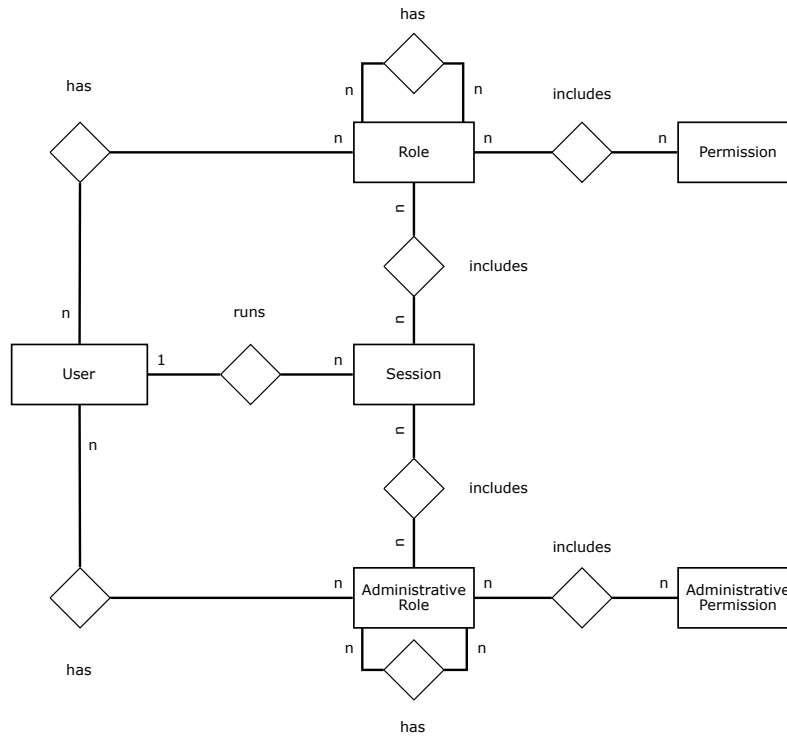 has
has
n
n
includes
n
n
n
Role
Permission
n
includes
n
n
runs
1
n
User
Session
n
n
includes
n
includes
n
n
n
Administrative
Role
Administrative
Permission
n
n
has
has